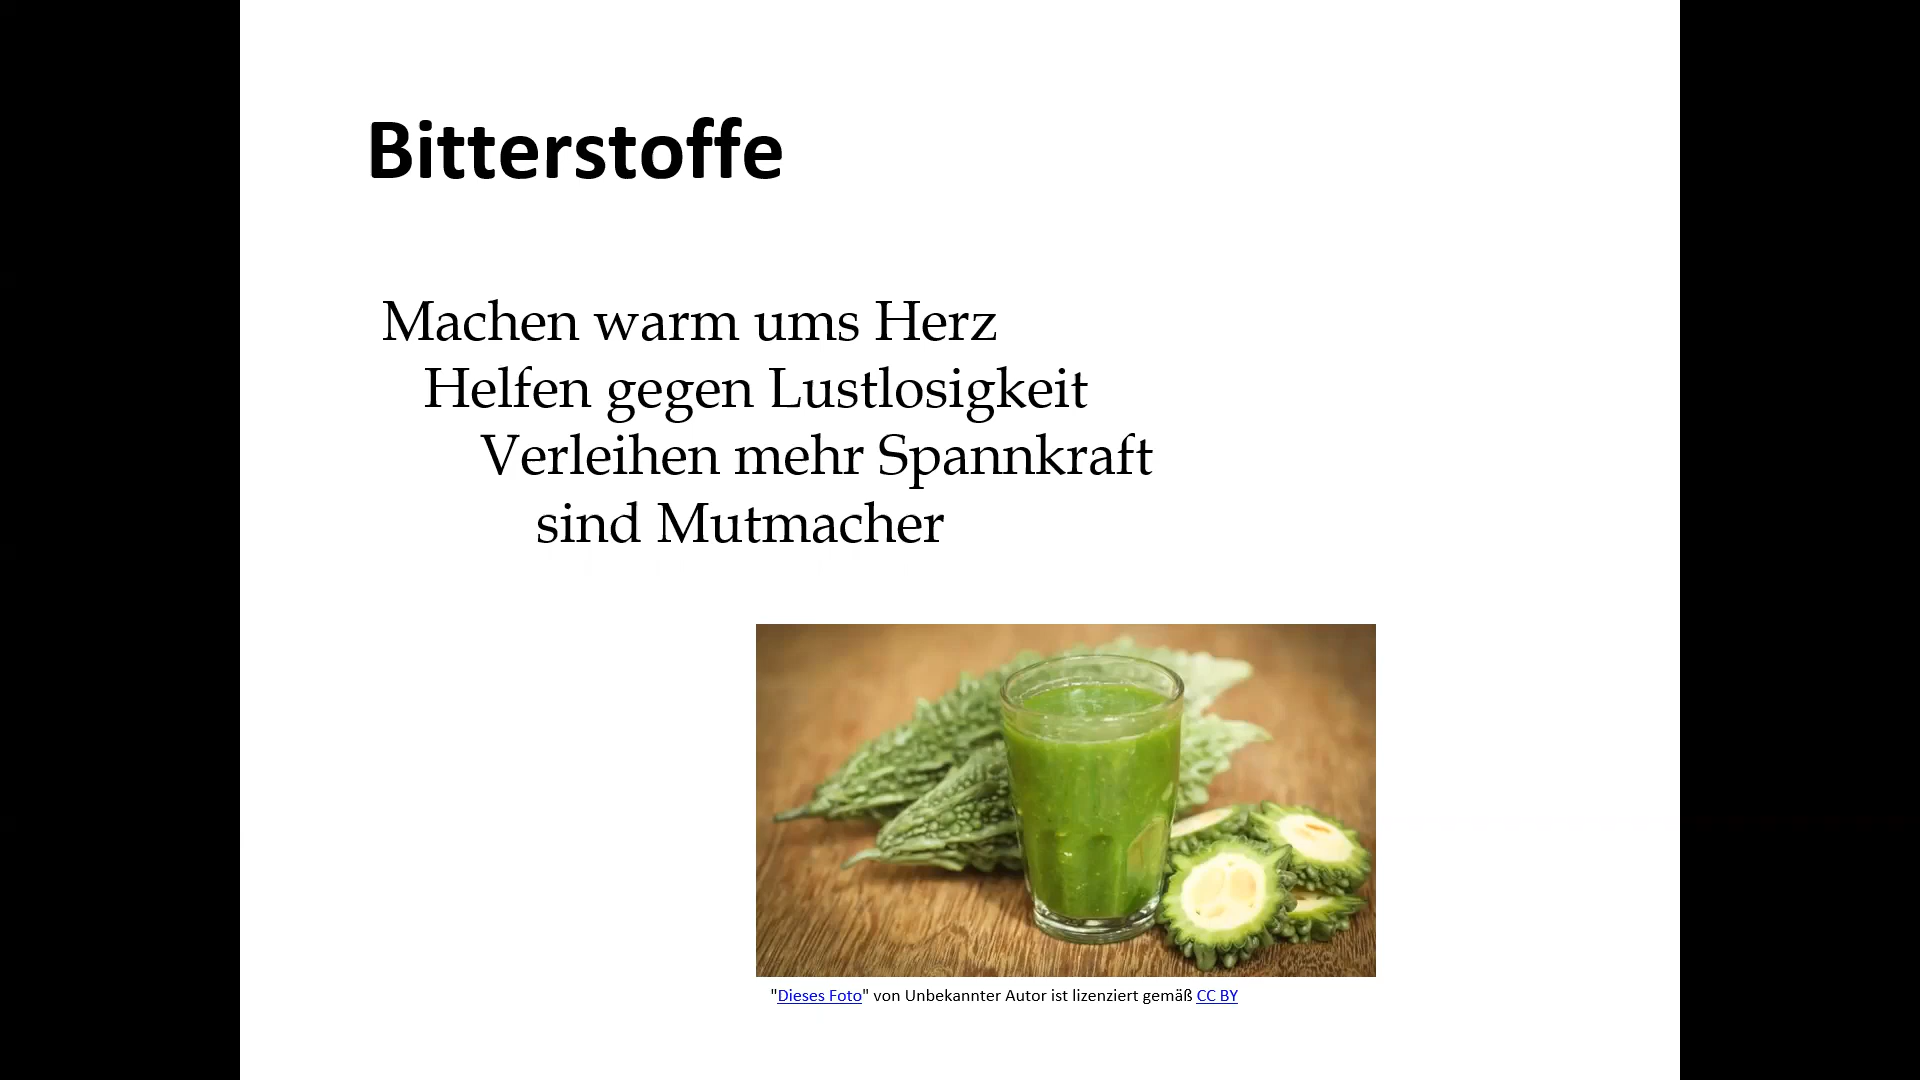 Bitterstoffe
Machen warm ums Herz
Helfen gegen Lustlosigkeit
Verleihen mehr Spannkraft
sind Mutmacher
"Dieses Foto" von Unbekannter Autor ist lizenziert gemäß CC BY